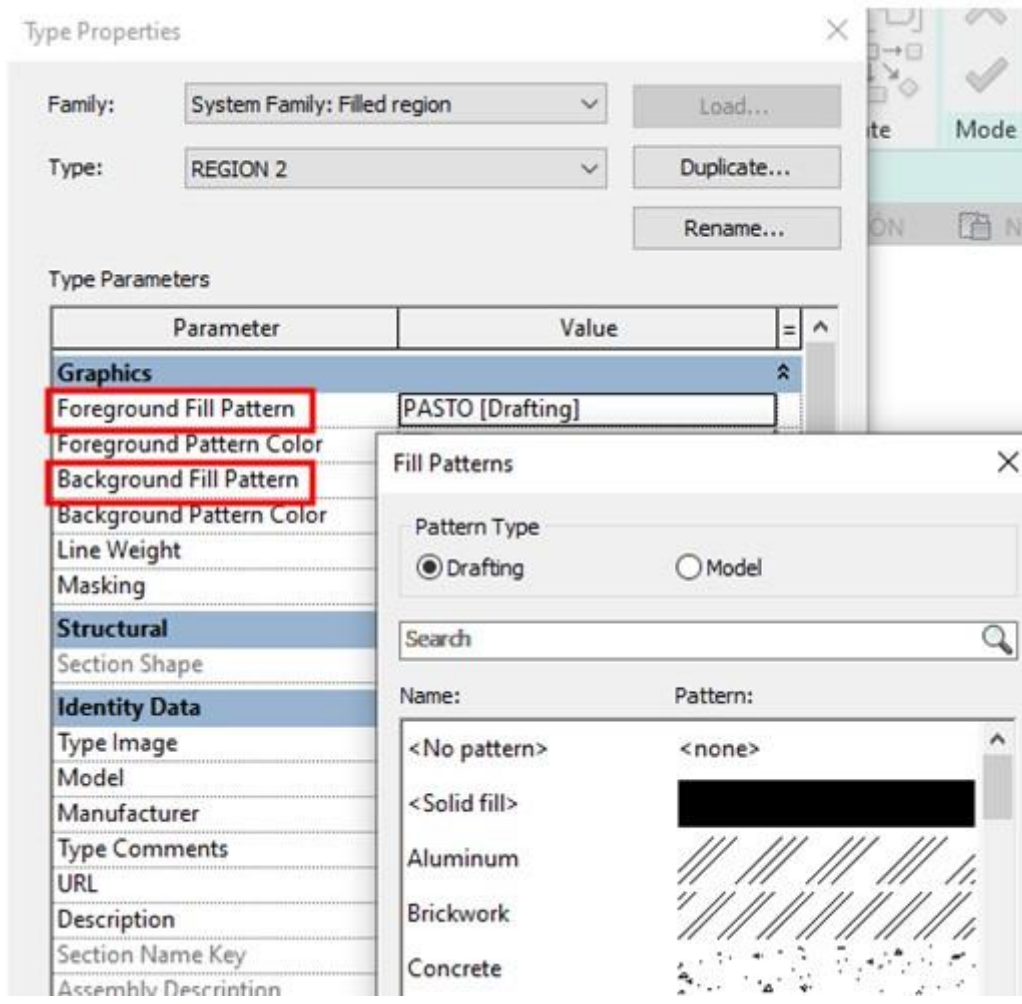 Type Properties
Family: System Family: Filled region Load...
Type: REGION 2 Duplicate...
Rename...
Mode
Type Parameters
Parameter Value =
Graphics
Foreground Fill Pattern PASTO [Drafting]
Foreground Pattern Color
Background Fill Pattern
Background Pattern Color
Line Weight
Masking
Structural
Section Shape
Identity Data
Type Image
Model
Manufacturer
Type Comments
URL
Description
Section Name Key
Assembly Description
Fill Patterns
Pattern Type
Drafting Model
Search
Name: Pattern:
<No pattern> <none>
<Solid fill>
Aluminum
Brickwork
Concrete